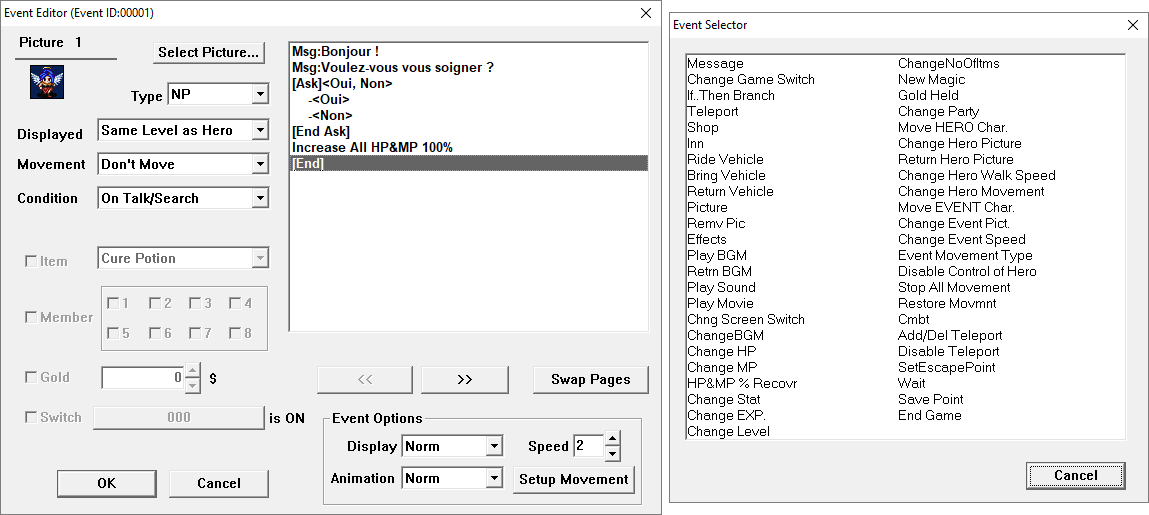 Event Editor (Event ID:00001)
Picture 1
Select Picture...
Type NP
Displayed Same Level as Hero
Movement Don't Move
Condition On Talk/Search
Item Cure Potion
Member 1 2 3 4
5 6 7 8
Gold 0 $
Switch 000 is ON
OK Cancel
Msg:Bonjour !
Msg:Voulez-vous vous soigner ?
[Ask]<Oui, Non>
-<Oui>
-<Non>
[End Ask]
Increase All HP&MP 100%
[End]
<< >> Swap Pages
Event Options
Display Norm Speed 2
Animation Norm Setup Movement
Event Selector
Message
Change Game Switch
If..Then Branch
Teleport
Shop
Inn
Ride Vehicle
Bring Vehicle
Return Vehicle
Picture
Remv Pic
Effects
Play BGM
Retrn BGM
Play Sound
Play Movie
Chng Screen Switch
ChangeBGM
Change HP
Change MP
HP&MP % Recovr
Change Stat
Change EXP.
Change Level
ChangeNoOfItms
New Magic
Gold Held
Change Party
Move HERO Char.
Change Hero Picture
Return Hero Picture
Change Hero Walk Speed
Change Hero Movement
Move EVENT Char.
Change Event Pict.
Change Event Speed
Event Movement Type
Disable Control of Hero
Stop All Movement
Restore Movmnt
Cmbt
Add/Del Teleport
Disable Teleport
SetEscapePoint
Wait
Save Point
End Game
Cancel